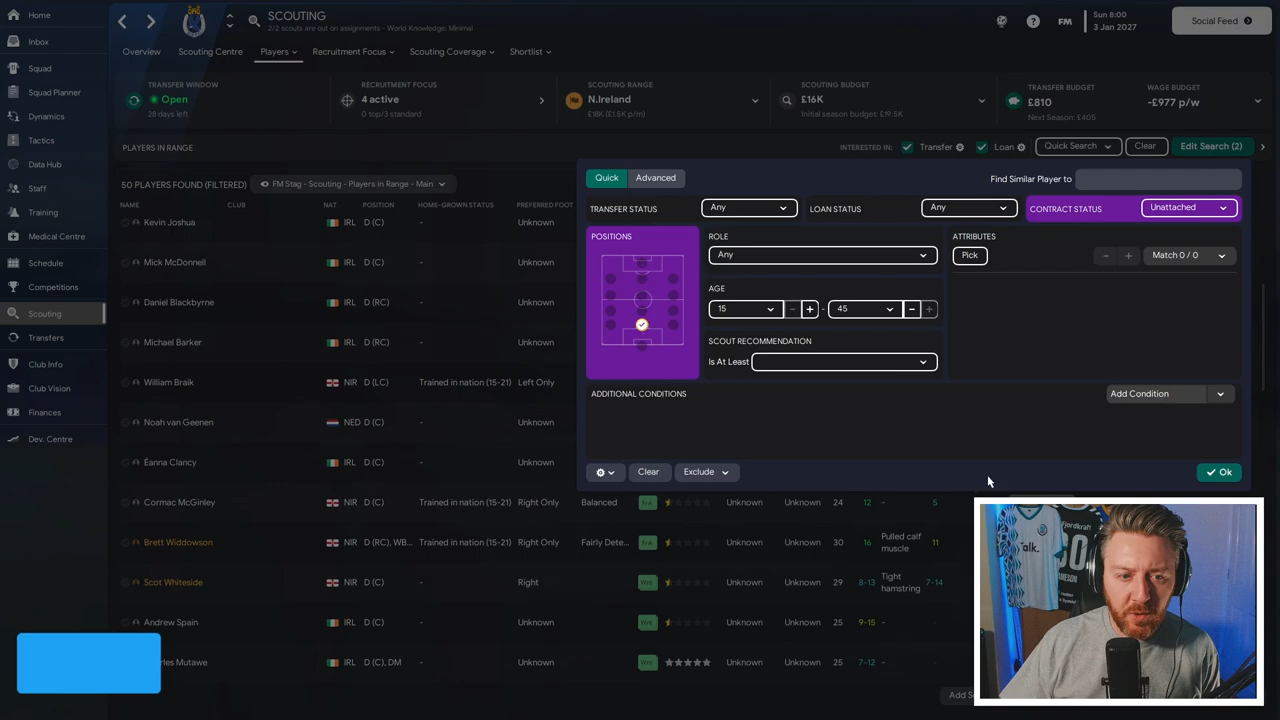 Home
Inbox
Squad
Squad Planner
Dynamics
Tactics
Data Hub
Staff
Training
Medical Centre
Schedule
Competitions
Scouting
Transfers
Club Info
Club Vision
Finances
Dev. Centre
SCOUTING
2/2 scouts are out on assignments - World Knowledge: Minimal
FM
Sun 8:00
3 Jan 2027
Social Feed
Overview Scouting Centre Players Recruitment Focus Scouting Coverage Shortlist
TRANSFER WINDOW
Open
28 days left
RECRUITMENT FOCUS
4 active
0 top/3 standard
SCOUTING RANGE
N.Ireland
£18K (£1.5K p/m)
SCOUTING BUDGET
£16K
Initial season budget: £19.5K
TRANSFER BUDGET
£810
Next Season: £405
WAGE BUDGET
-£977 p/w
PLAYERS IN RANGE
INTERESTED IN: Transfer Loan Quick Search Clear Edit Search (2)
50 PLAYERS FOUND (FILTERED) FM Stag - Scouting - Players in Range - Main
NAME CLUB NAT POSITION HOME-GROWN STATUS PREFERRED FOOT
Kevin Joshua IRL D (C) - Unknown
Mick McDonnell IRL D (C) - Unknown
Daniel Blackbyrne IRL D (RC) - Unknown
Michael Barker IRL D (RC) - Unknown
William Braik NIR D (LC) Trained in nation (15-21) Left Only
Noah van Geenen NED D (C) - Unknown
Éanna Clancy IRL D (C) - Unknown
Cormac McGinley NIR D (RC) Trained in nation (15-21) Right Only Balanced FrA Unknown Unknown 24 12 - 5
Brett Widdowson NIR D (RC), WB... Trained in nation (15-21) Right Only Fairly Dete... FrA Unknown Unknown 30 16 Pulled calf muscle 11
Scot Whiteside NIR D (C) - Right Wnt Unknown Unknown 29 8-13 Tight hamstring 7-14
Andrew Spain IRL D (C) - Unknown Wnt Unknown Unknown 25 9-15 -
Mutawe IRL D (C), DM - Unknown Wnt Unknown Unknown 25 7-12 -
Quick Advanced
Find Similar Player to
TRANSFER STATUS Any LOAN STATUS Any CONTRACT STATUS Unattached
POSITIONS
ROLE
Any
AGE
15 - + - 45 - +
SCOUT RECOMMENDATION
Is At Least
ATTRIBUTES
Pick - + Match 0 / 0
ADDITIONAL CONDITIONS
Add Condition
Clear Exclude Ok